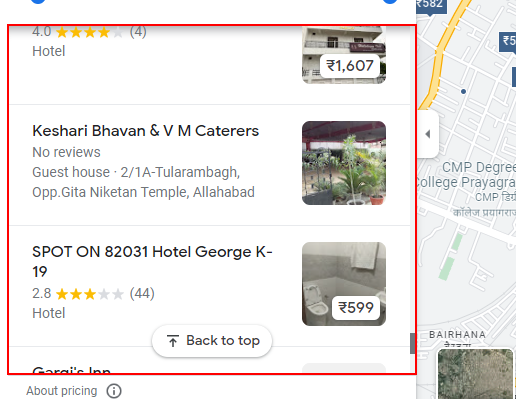 4.0 (4)
Hotel
₹1,607
Keshari Bhavan & V M Caterers
No reviews
Guest house · 2/1A-Tularambagh,
Opp.Gita Niketan Temple, Allahabad
SPOT ON 82031 Hotel George K-
19
2.8 (44)
Hotel
₹599
Back to top
Gargi's Inn
About pricing
₹582
₹5
CMP Degree
College Prayagra
CMP डिग्र
कॉलेज प्रयागराज
BAIRHANA